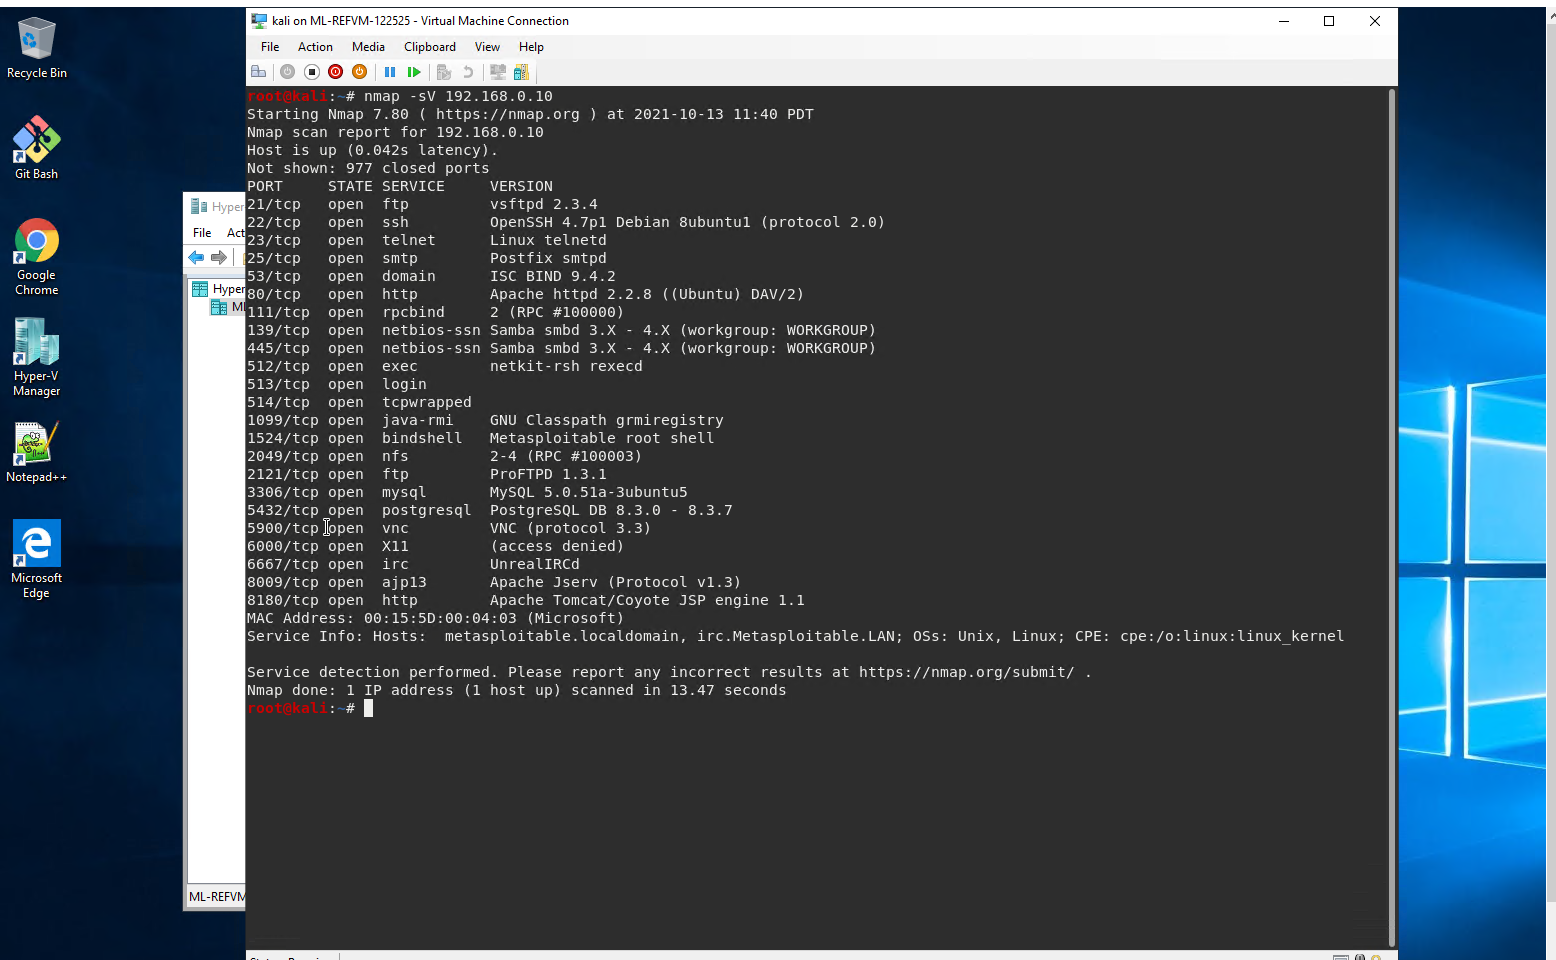 Recycle Bin
Git Bash
Google
Chrome
Hyper-V
Manager
Notepad++
Microsoft
Edge
Hyper
File Act
Hyper
ML-REFVM
kali on ML-REFVM-122525 - Virtual Machine Connection
File Action Media Clipboard View Help
root@kali:~# nmap -sV 192.168.0.10
Starting Nmap 7.80 ( https://nmap.org ) at 2021-10-13 11:40 PDT
Nmap scan report for 192.168.0.10
Host is up (0.042s latency).
Not shown: 977 closed ports
PORT     STATE SERVICE     VERSION
21/tcp   open  ftp         vsftpd 2.3.4
22/tcp   open  ssh         OpenSSH 4.7p1 Debian 8ubuntu1 (protocol 2.0)
23/tcp   open  telnet      Linux telnetd
25/tcp   open  smtp        Postfix smtpd
53/tcp   open  domain      ISC BIND 9.4.2
80/tcp   open  http        Apache httpd 2.2.8 ((Ubuntu) DAV/2)
111/tcp  open  rpcbind     2 (RPC #100000)
139/tcp  open  netbios-ssn Samba smbd 3.X - 4.X (workgroup: WORKGROUP)
445/tcp  open  netbios-ssn Samba smbd 3.X - 4.X (workgroup: WORKGROUP)
512/tcp  open  exec        netkit-rsh rexecd
513/tcp  open  login
514/tcp  open  tcpwrapped
1099/tcp open  java-rmi    GNU Classpath grmiregistry
1524/tcp open  bindshell   Metasploitable root shell
2049/tcp open  nfs         2-4 (RPC #100003)
2121/tcp open  ftp         ProFTPD 1.3.1
3306/tcp open  mysql       MySQL 5.0.51a-3ubuntu5
5432/tcp open  postgresql  PostgreSQL DB 8.3.0 - 8.3.7
5900/tcp open  vnc         VNC (protocol 3.3)
6000/tcp open  X11         (access denied)
6667/tcp open  irc         UnrealIRCd
8009/tcp open  ajp13       Apache Jserv (Protocol v1.3)
8180/tcp open  http        Apache Tomcat/Coyote JSP engine 1.1
MAC Address: 00:15:5D:00:04:03 (Microsoft)
Service Info: Hosts:  metasploitable.localdomain, irc.Metasploitable.LAN; OSs: Unix, Linux; CPE: cpe:/o:linux:linux_kernel
Service detection performed. Please report any incorrect results at https://nmap.org/submit/ .
Nmap done: 1 IP address (1 host up) scanned in 13.47 seconds
root@kali:~#